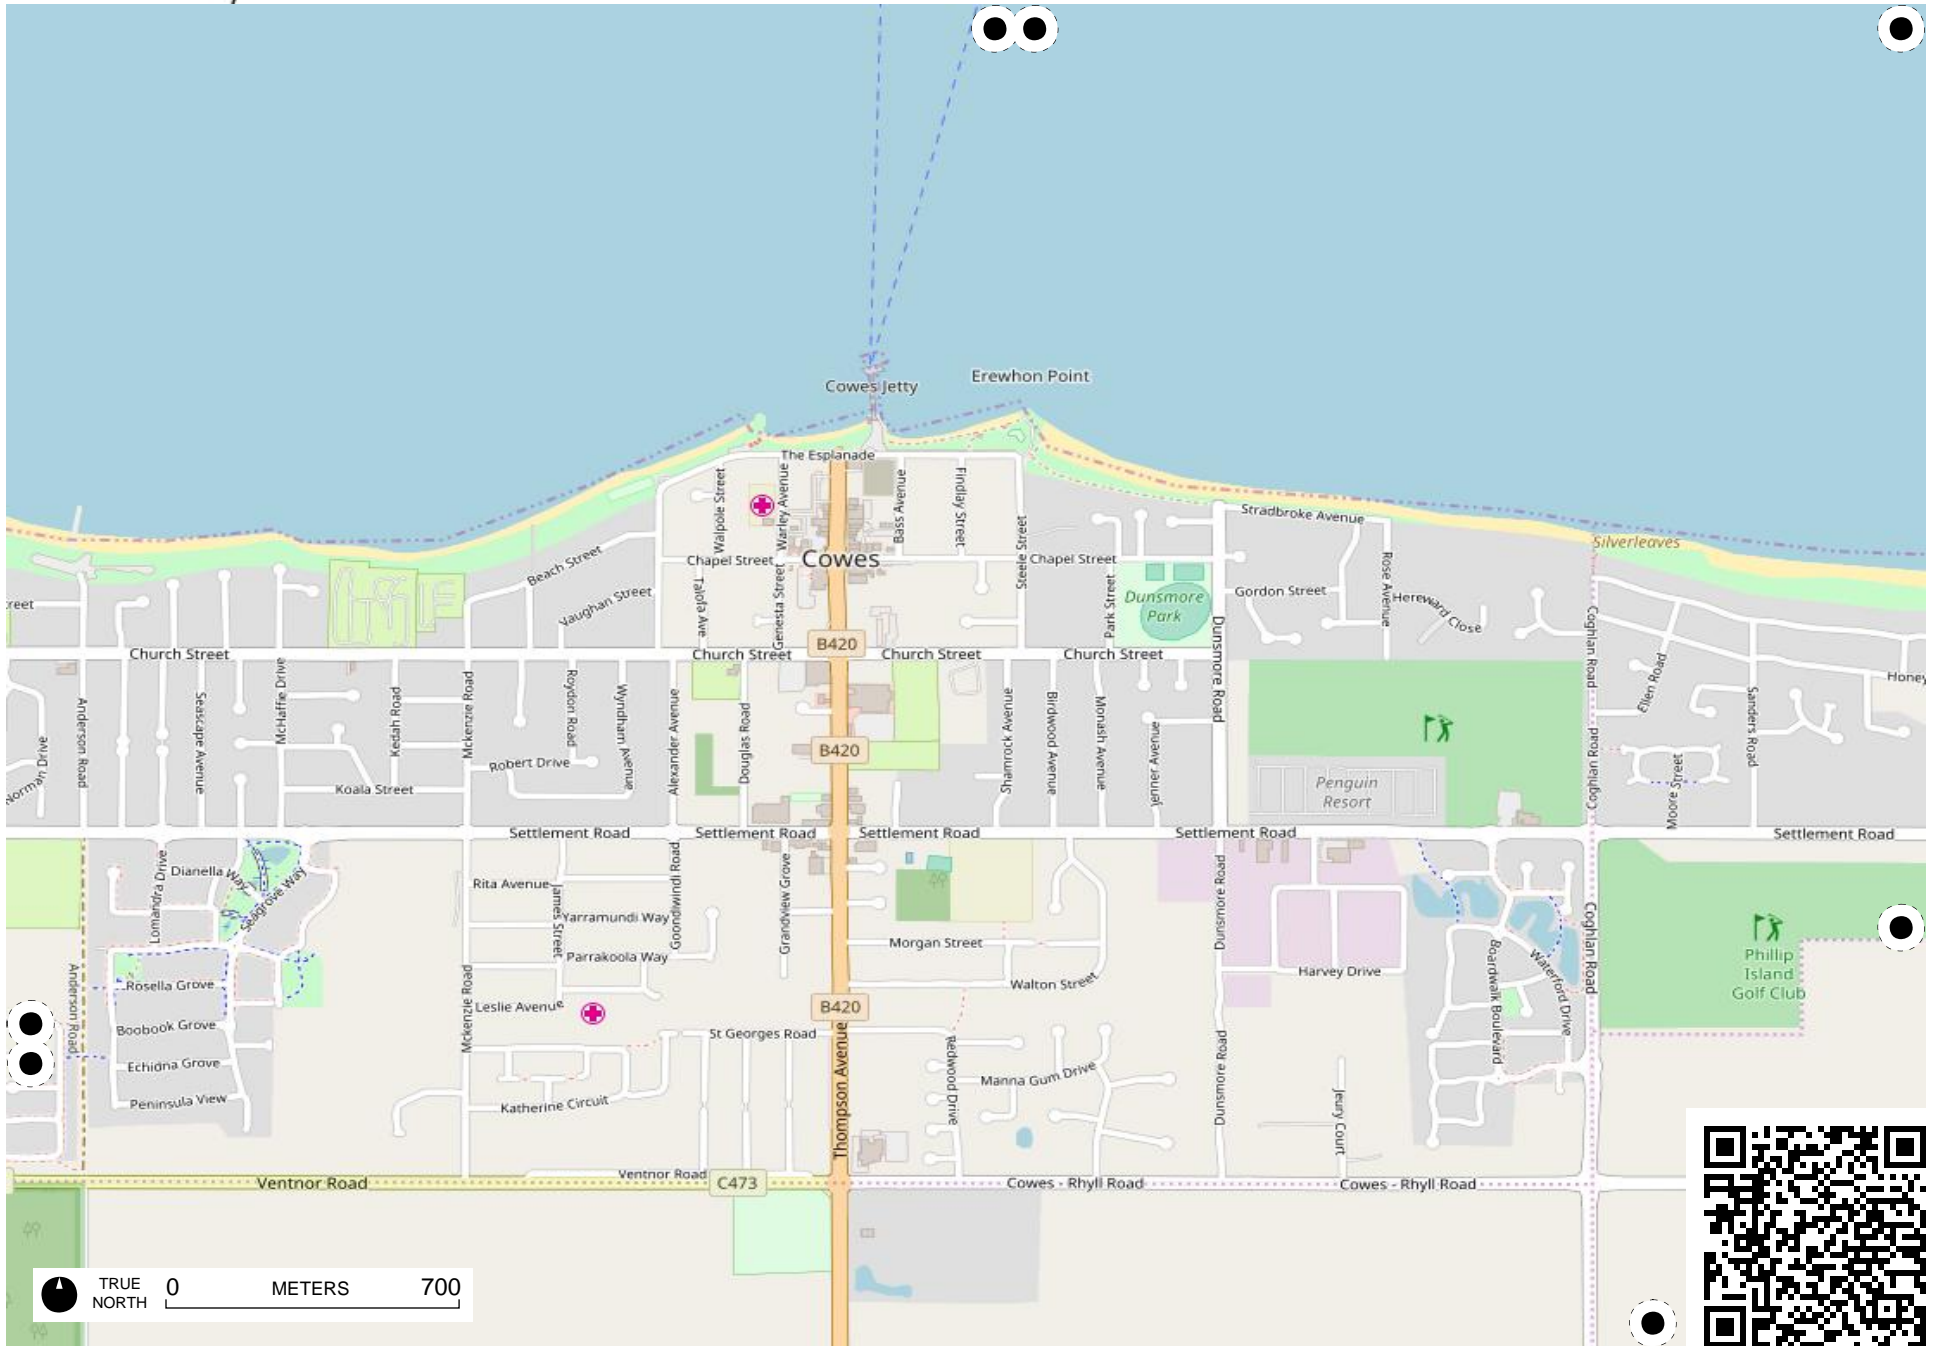 Cowes Jetty
Erewhon Point
The Esplanade
Walpole Street
Warley Avenue
Bass Avenue
Findlay Street
Steele Street
Stradbroke Avenue
Silverleaves
Beach Street
Chapel Street
Cowes
Chapel Street
Vaughan Street
Talofa Ave
Genesta Street
Park Street
Dunsmore
Park
Gordon Street
Rose Avenue
Hereward Close
Coghlan Road
reet
B420
Church Street
Church Street
Church Street
Church Street
Dunsmore Road
Ellen Road
Honey
Norman Drive
Anderson Road
Seascape Avenue
McHaffie Drive
Kedah Road
Mckenzie Road
Roydon Road
Wyndham Avenue
Alexander Avenue
Douglas Road
Shamrock Avenue
Birdwood Avenue
Monash Avenue
Jenner Avenue
Coghlan Road
Sanders Road
B420
Robert Drive
Koala Street
Penguin
Resort
Moore Street
Settlement Road
Settlement Road
Settlement Road
Settlement Road
Settlement Road
Dianella Way
Lomandra Drive
Seagrove Way
Rita Avenue
James Street
Yarramundi Way
Goondiwindi Road
Grandview Grove
Dunsmore Road
Coghlan Road
Morgan Street
Parrakoola Way
Boardwalk Boulevard
Waterford Drive
Harvey Drive
Phillip
Island
Golf Club
Anderson Road
Rosella Grove
Mckenzie Road
Leslie Avenue
Walton Street
B420
Boobook Grove
St Georges Road
Thompson Avenue
Redwood Drive
Dunsmore Road
Echidna Grove
Manna Gum Drive
Peninsula View
Katherine Circuit
Jeuny Court
Ventnor Road
Ventnor Road
C473
Cowes - Rhyll Road
Cowes - Rhyll Road
TRUE
NORTH
0 METERS 700